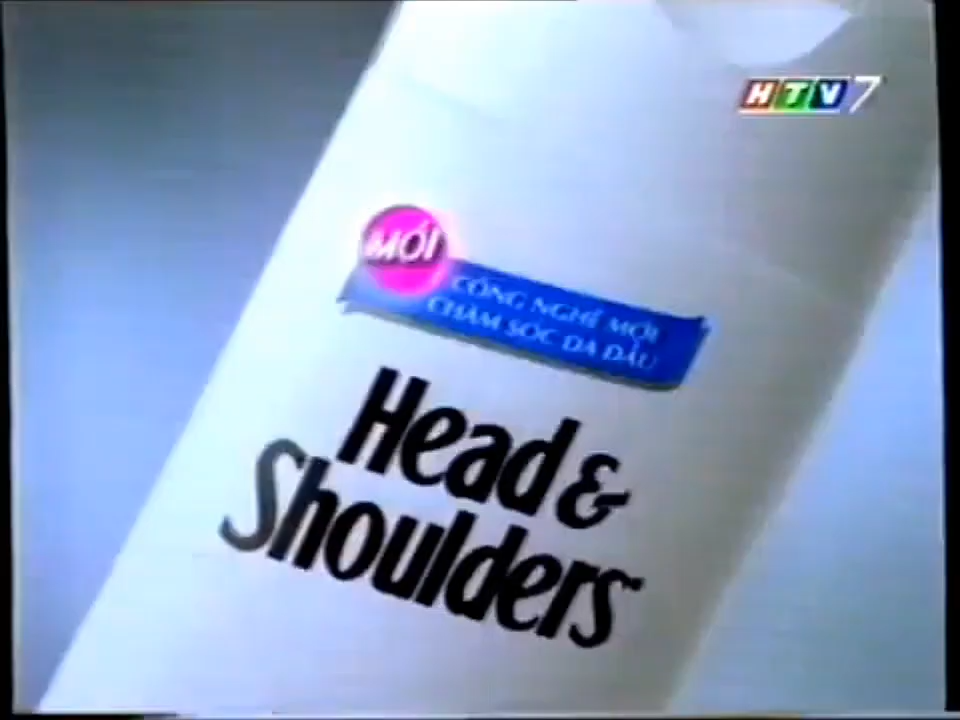 HTV7
MỚI
CÔNG NGHỆ MỚI
CHĂM SÓC DA ĐẦU
Head &
Shoulders